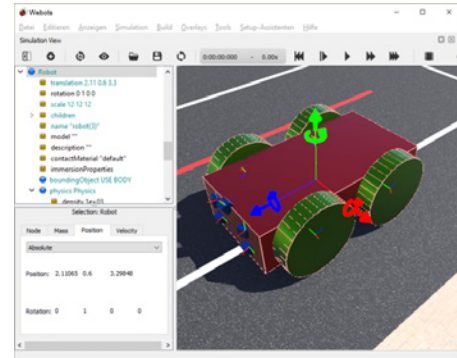 Webots
Datei Editieren Anzeigen Simulation Build Overlays Tools Setup-Assistenten Hilfe
Simulation View
0:00:00:000 - 0.00x
Robot
translation 2.11 0.6 3.3
rotation 0 1 0 0
scale 12 12 12
children
name "robot(3)"
model ""
description ""
contactMaterial "default"
immersionProperties
boundingObject USE BODY
physics Physics
density 1e+03
Selection: Robot
Node Mass Position Velocity
Absolute
Position: 2.11065 0.6 3.29848
Rotation: 0 1 0 0